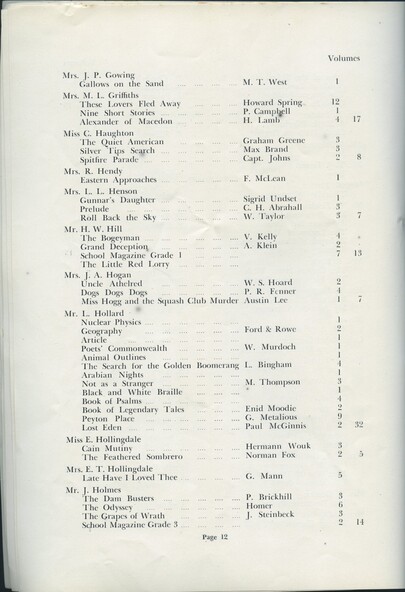 Volumes
Mrs. J. P. Gowing
Gallows on the Sand .... .... .... M. T. West 1
Mrs. M. L. Griffiths
These Lovers Fled Away .... .... Howard Spring 12
Nine Short Stories .... .... .... P. Campbell 1
Alexander of Macedon .... .... .... H. Lamb 4 17
Miss C. Haughton
The Quiet American .... .... Graham Greene 3
Silver Tips Search .... .... .... Max Brand 3
Spitfire Parade .... .... .... .... Capt. Johns 2 8
Mrs. R. Hendy
Eastern Approaches .... .... .... F. McLean 1
Mrs. L. L. Henson
Gunnar's Daughter .... .... .... Sigrid Undset 1
Prelude .... .... .... .... C. H. Abrahall 3
Roll Back the Sky .... .... .... W. Taylor 3 7
Mr. H. W. Hill
The Bogeyman .... .... .... V. Kelly 4
Grand Deception .... .... .... A. Klein 2
School Magazine Grade 1 .... .... .... 7 13
The Little Red Lorry .... .... ....
Mrs. J. A. Hogan
Uncle Athelred .... .... .... W. S. Hoard 2
Dogs Dogs Dogs .... .... .... P. R. Fenner 4
Miss Hogg and the Squash Club Murder Austin Lee 1 7
Mr. L. Hollard
Nuclear Physics .... .... .... .... 1
Geography .... .... .... .... Ford & Rowe 2
Article .... .... .... .... .... 1
Poets' Commonwealth .... .... W. Murdoch 1
Animal Outlines .... .... .... .... 1
The Search for the Golden Boomerang L. Bingham 4
Arabian Nights .... .... .... .... 1
Not as a Stranger .... .... .... M. Thompson 3
Black and White Braille .... .... .... 1
Book of Psalms .... .... .... .... 4
Book of Legendary Tales .... .... Enid Moodie 2
Peyton Place .... .... .... .... G. Metalious 9
Lost Eden .... .... .... .... Paul McGinnis 2 32
Miss E. Hollingdale
Cain Mutiny .... .... .... .... Hermann Wouk 3
The Feathered Sombrero .... .... Norman Fox 2 5
Mrs. E. T. Hollingdale
Late Have I Loved Thee .... .... G. Mann 5
Mr. J. Holmes
The Dam Busters .... .... .... P. Brickhill 3
The Odyssey .... .... .... .... Homer 6
The Grapes of Wrath .... .... .... J. Steinbeck 3
School Magazine Grade 3 .... .... .... 2 14
Page 42